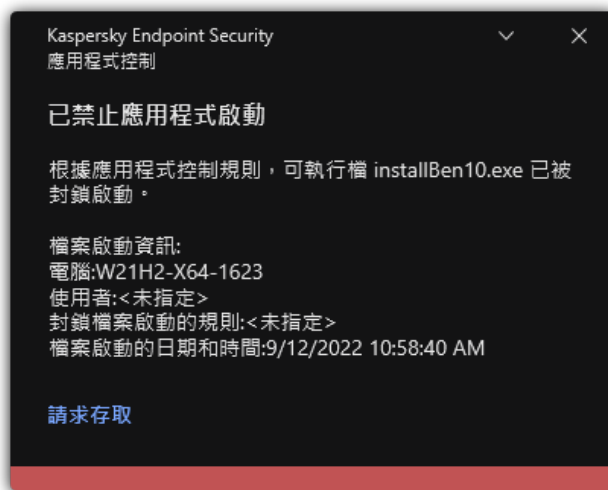 Kaspersky Endpoint Security
應用程式控制
已禁止應用程式啟動
根據應用程式控制規則，可執行檔 installBen10.exe 已被
封鎖啟動。
檔案啟動資訊:
電腦:W21H2-X64-1623
使用者:<未指定>
封鎖檔案啟動的規則:<未指定>
檔案啟動的日期和時間:9/12/2022 10:58:40 AM
請求存取